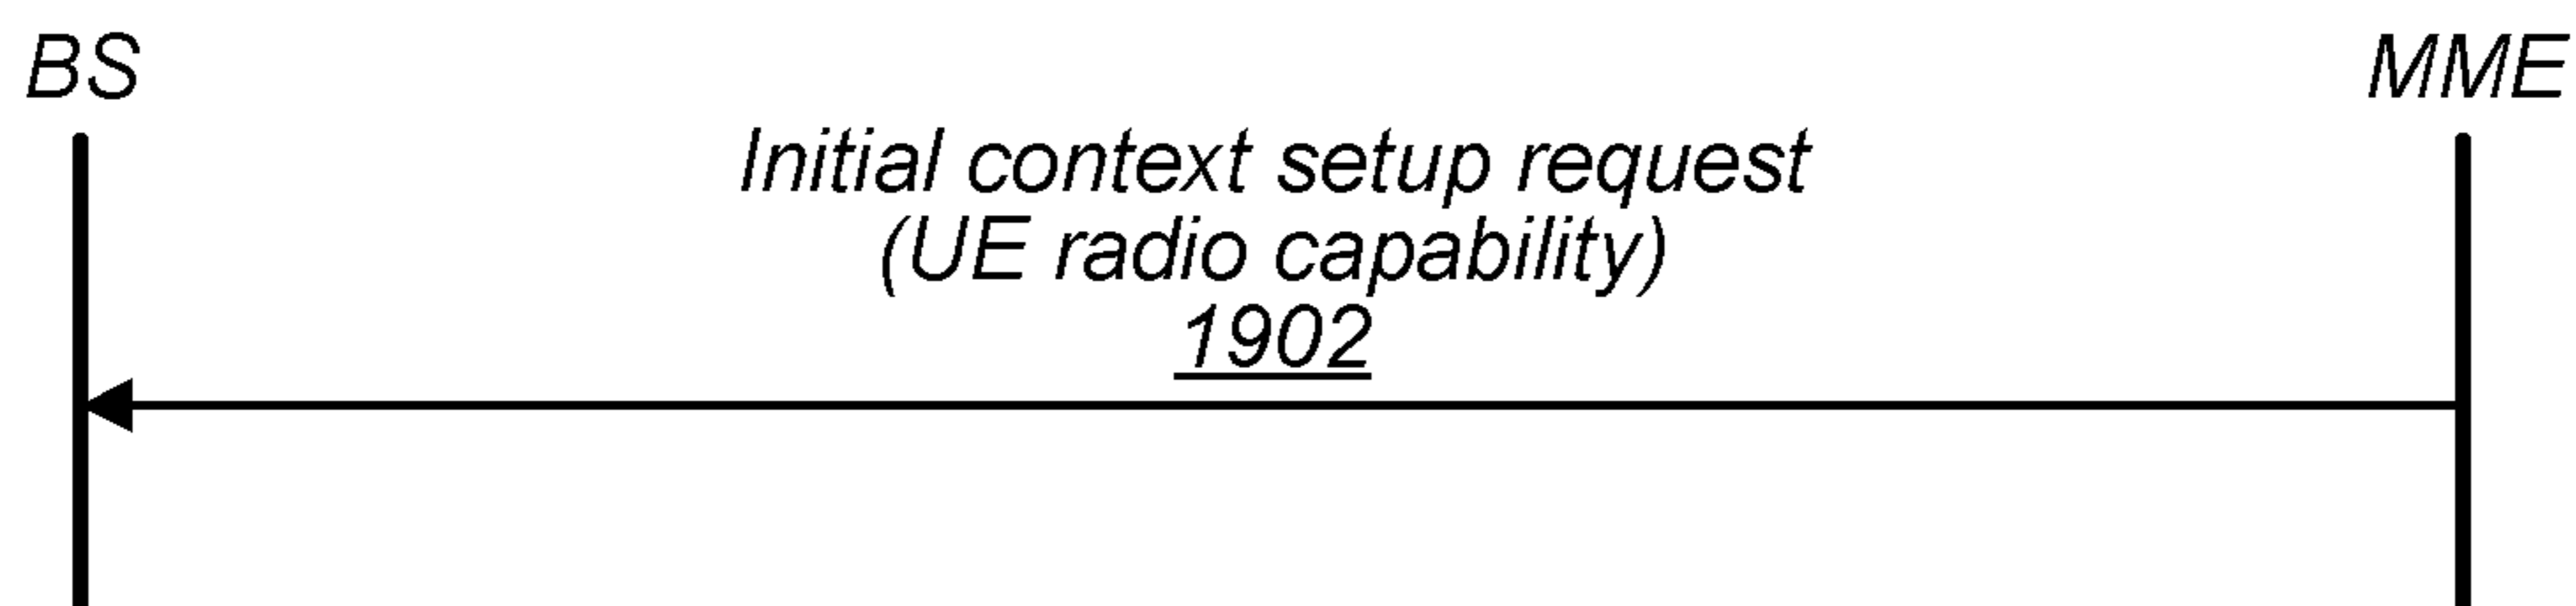 BS
MME
Initial context setup request
(UE radio capability)
1902